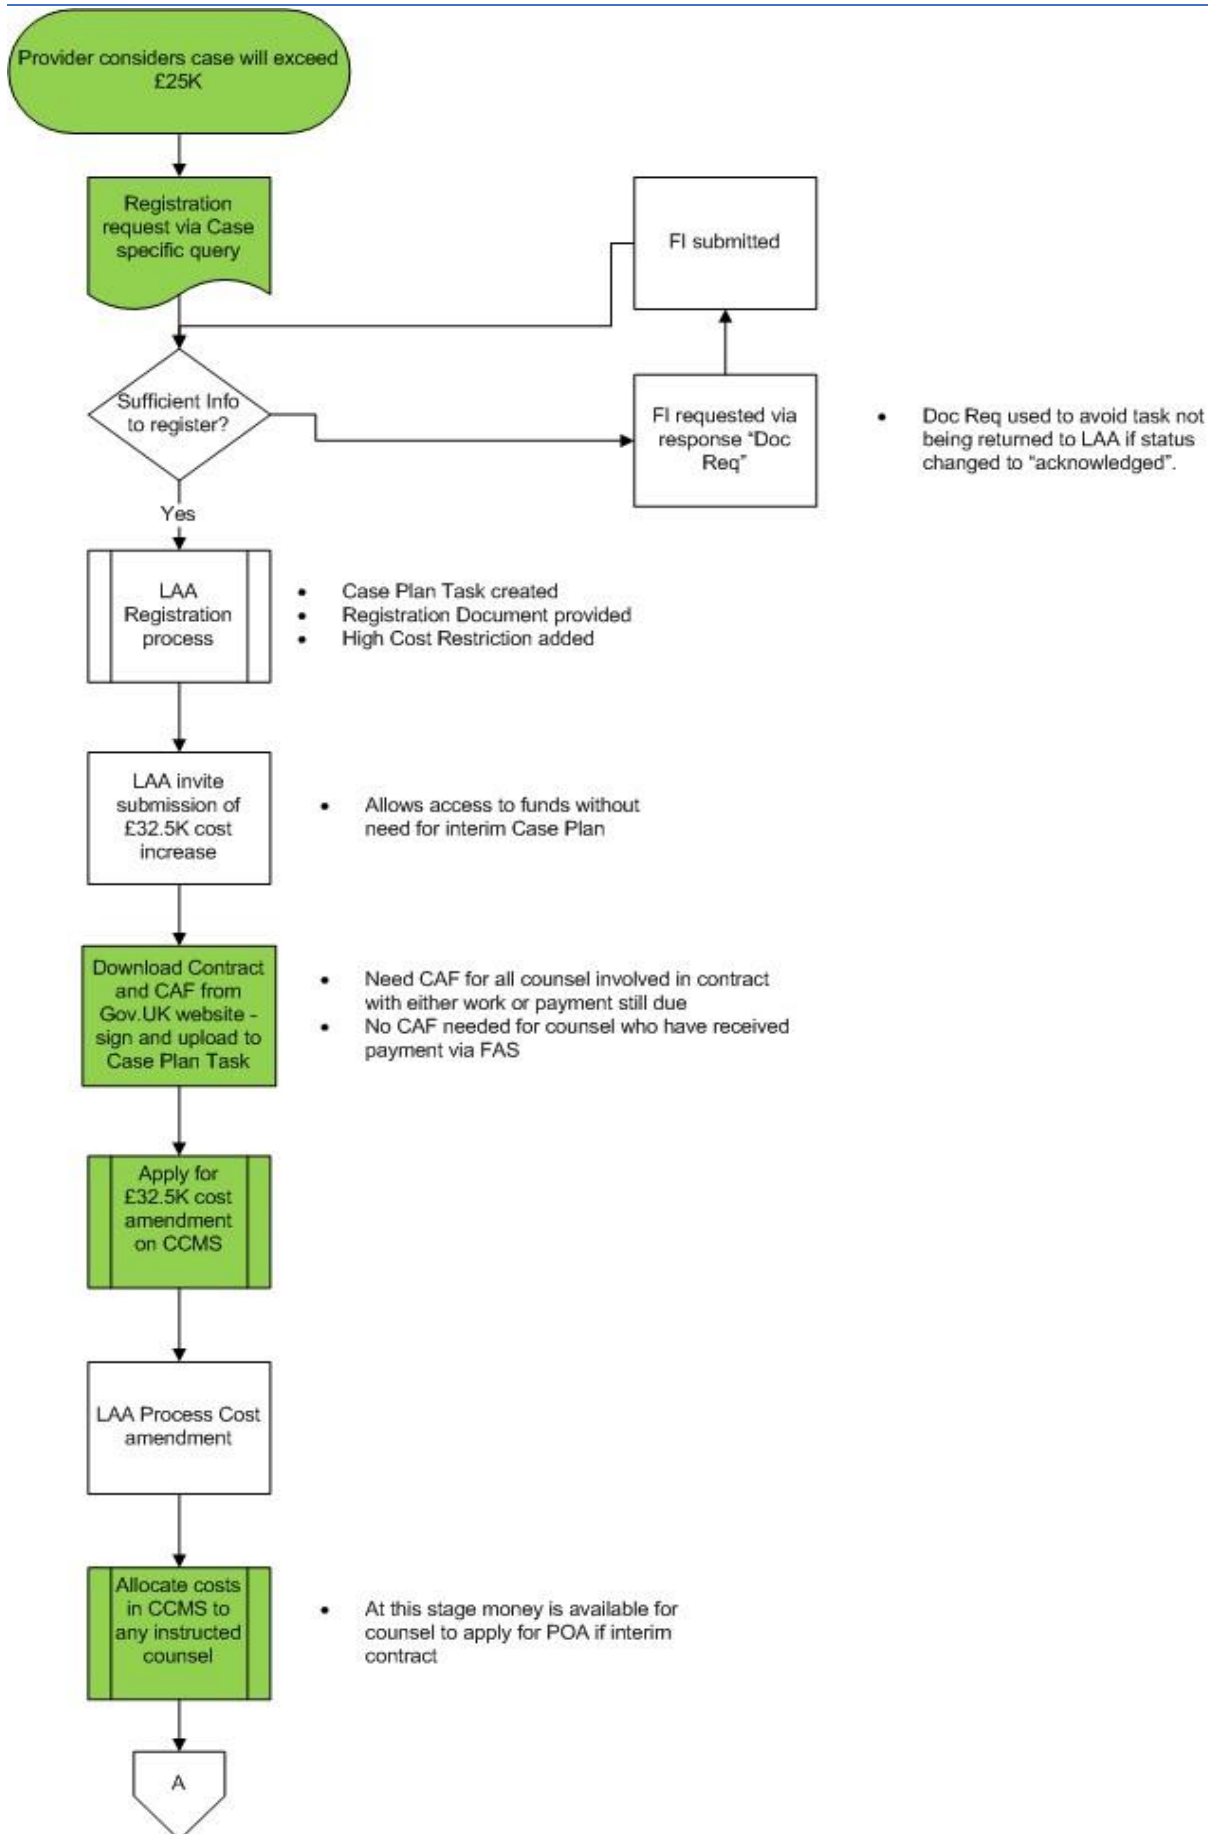 Provider considers case will exceed
£25K
Registration
request via Case
specific query
FI submitted
Sufficient Info
to register?
FI requested via
response “Doc
Req”
• Doc Req used to avoid task not
being returned to LAA if status
changed to “acknowledged”.
Yes
LAA
Registration
process
• Case Plan Task created
• Registration Document provided
• High Cost Restriction added
LAA invite
submission of
£32.5K cost
increase
• Allows access to funds without
need for interim Case Plan
Download Contract
and CAF from
Gov.UK website -
sign and upload to
Case Plan Task
• Need CAF for all counsel involved in contract
with either work or payment still due
• No CAF needed for counsel who have received
payment via FAS
Apply for
£32.5K cost
amendment
on CCMS
LAA Process Cost
amendment
Allocate costs
in CCMS to
any instructed
counsel
• At this stage money is available for
counsel to apply for POA if interim
contract
A